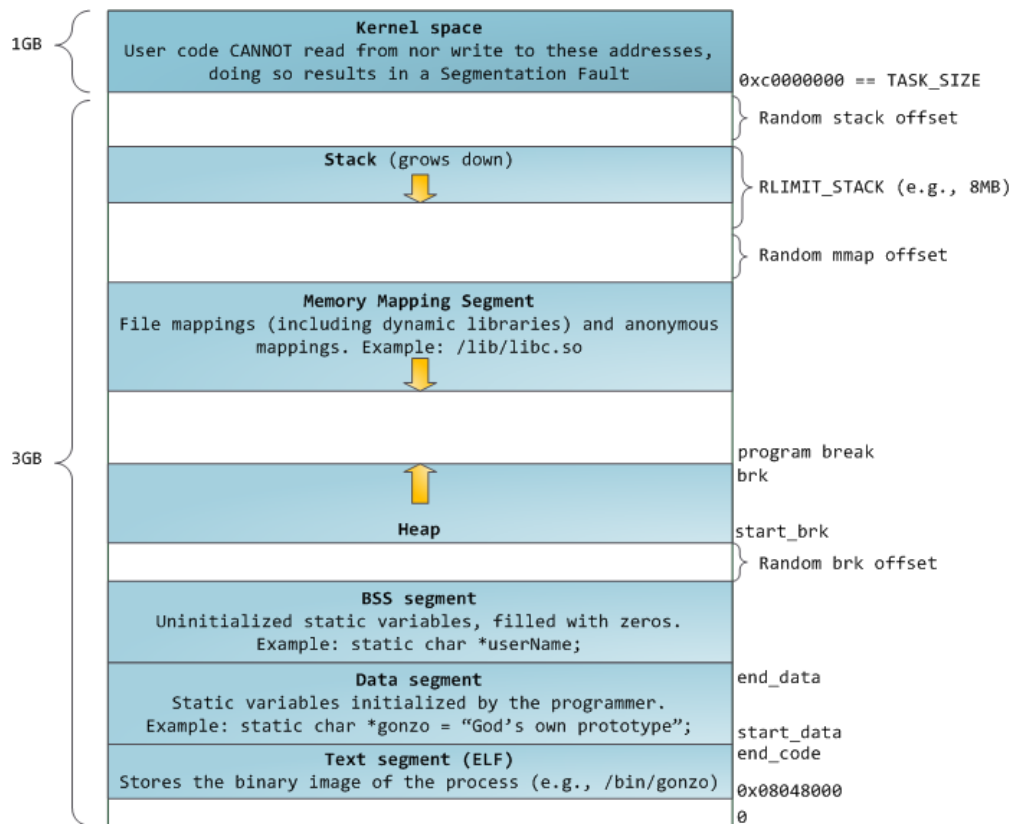 1GB
Kernel space
User code CANNOT read from nor write to these addresses,
doing so results in a Segmentation Fault
0xc0000000 == TASK_SIZE
Random stack offset
Stack (grows down)
RLIMIT_STACK (e.g., 8MB)
Random mmap offset
Memory Mapping Segment
File mappings (including dynamic libraries) and anonymous
mappings. Example: /lib/libc.so
3GB
program break
brk
Heap
start_brk
Random brk offset
BSS segment
Uninitialized static variables, filled with zeros.
Example: static char *userName;
Data segment
end_data
Static variables initialized by the programmer.
Example: static char *gonzo = “God’s own prototype”;
start_data
end_code
Text segment (ELF)
Stores the binary image of the process (e.g., /bin/gonzo)
0x08048000
0